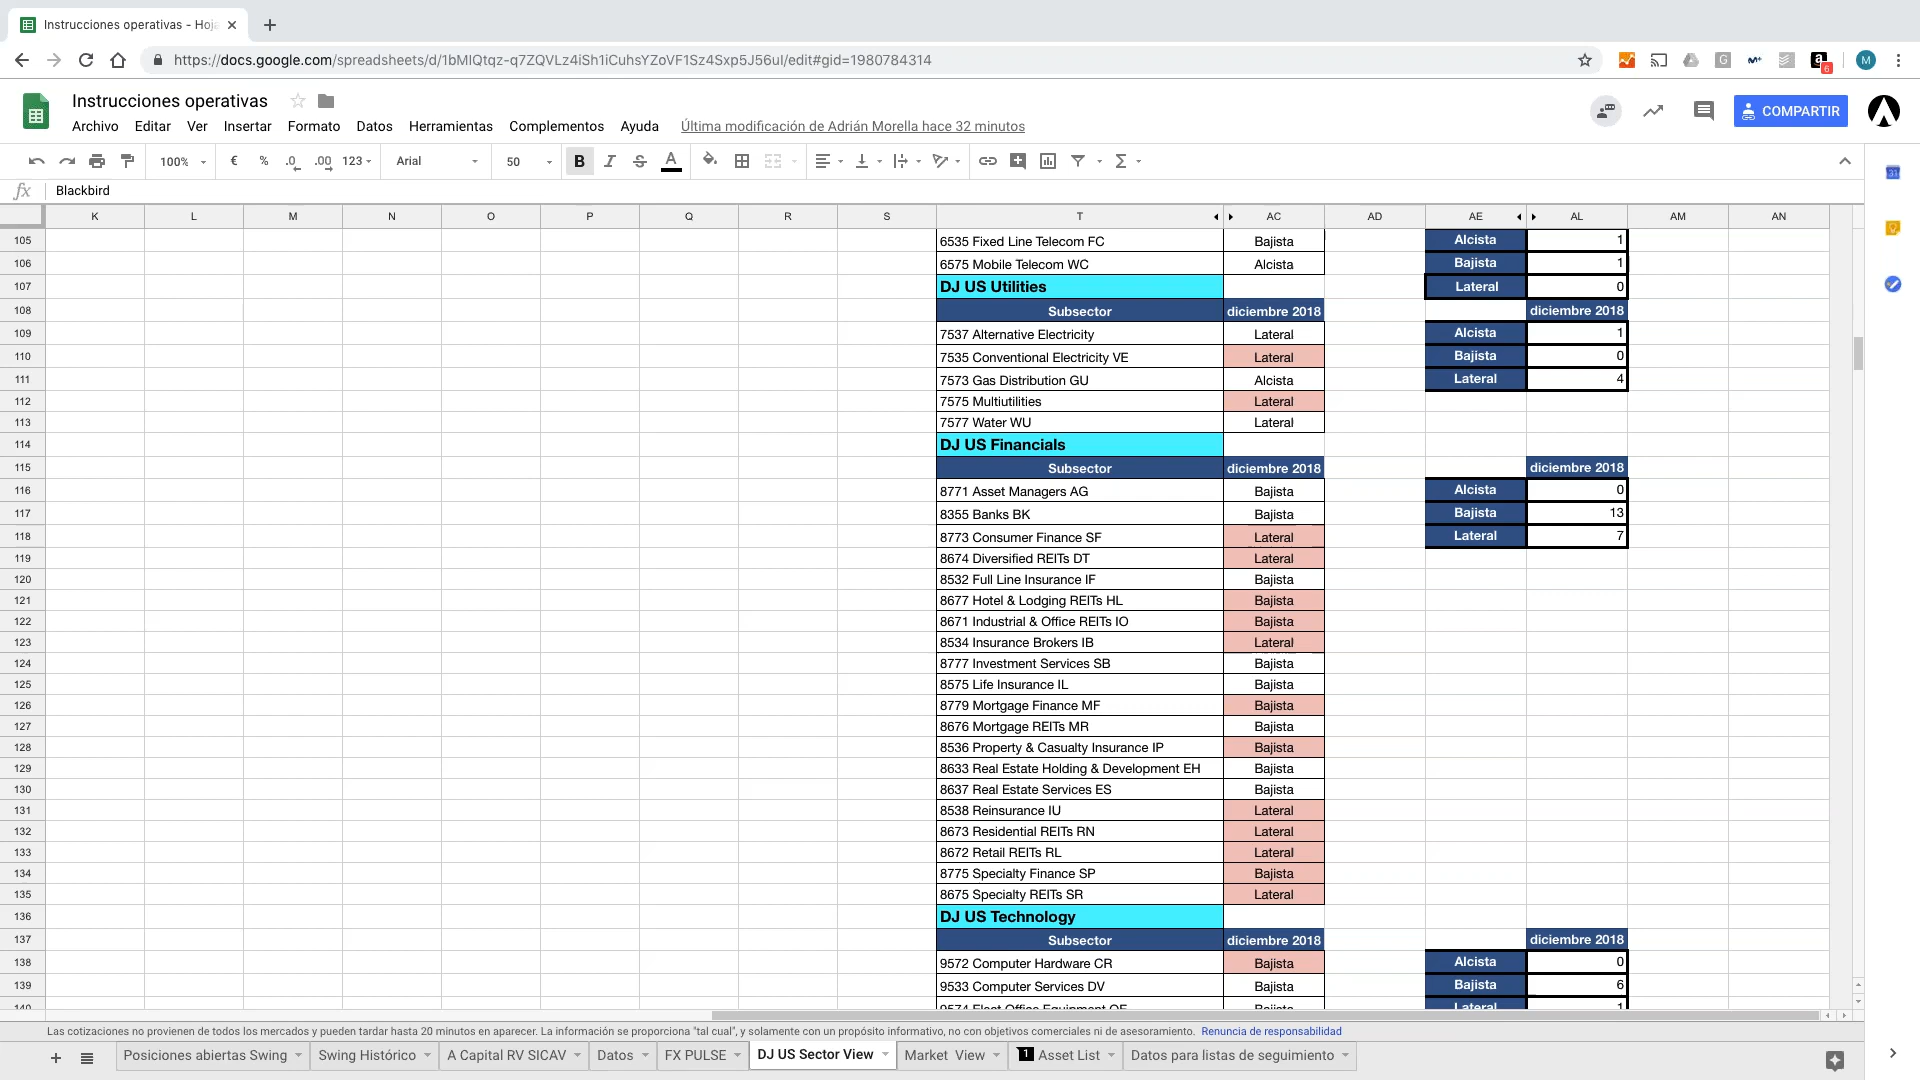 Instrucciones operativas - Hoja
https://docs.google.com/spreadsheets/d/1bMIQtqz-q7ZQVLz4iSh1iCuhsYZoVF1Sz4Sxp5J56uI/edit#gid=1980784314
Instrucciones operativas
Archivo Editar Ver Insertar Formato Datos Herramientas Complementos Ayuda Última modificación de Adrián Morella hace 32 minutos
COMPARTIR
100% € % .0 .00 123 Arial 50 B I S A
fx Blackbird
K L M N O P Q R S T AC AD AE AL AM AN
105 6535 Fixed Line Telecom FC Bajista Alcista 1
106 6575 Mobile Telecom WC Alcista Bajista 1
107 DJ US Utilities Lateral 0
108 Subsector diciembre 2018 diciembre 2018
109 7537 Alternative Electricity Lateral Alcista 1
110 7535 Conventional Electricity VE Lateral Bajista 0
111 7573 Gas Distribution GU Alcista Lateral 4
112 7575 Multiutilities Lateral
113 7577 Water WU Lateral
114 DJ US Financials
115 Subsector diciembre 2018 diciembre 2018
116 8771 Asset Managers AG Bajista Alcista 0
117 8355 Banks BK Bajista Bajista 13
118 8773 Consumer Finance SF Lateral Lateral 7
119 8674 Diversified REITs DT Lateral
120 8532 Full Line Insurance IF Bajista
121 8677 Hotel & Lodging REITs HL Bajista
122 8671 Industrial & Office REITs IO Bajista
123 8534 Insurance Brokers IB Lateral
124 8777 Investment Services SB Bajista
125 8575 Life Insurance IL Bajista
126 8779 Mortgage Finance MF Bajista
127 8676 Mortgage REITs MR Bajista
128 8536 Property & Casualty Insurance IP Bajista
129 8633 Real Estate Holding & Development EH Bajista
130 8637 Real Estate Services ES Bajista
131 8538 Reinsurance IU Lateral
132 8673 Residential REITs RN Lateral
133 8672 Retail REITs RL Lateral
134 8775 Specialty Finance SP Bajista
135 8675 Specialty REITs SR Lateral
136 DJ US Technology
137 Subsector diciembre 2018 diciembre 2018
138 9572 Computer Hardware CR Bajista Alcista 0
139 9533 Computer Services DV Bajista Bajista 6
140 9574 Elect Office Equipment OE Bajista Lateral 1
Las cotizaciones no provienen de todos los mercados y pueden tardar hasta 20 minutos en aparecer. La información se proporciona "tal cual", y solamente con un propósito informativo, no con objetivos comerciales ni de asesoramiento. Renuncia de responsabilidad
Posiciones abiertas Swing Swing Histórico A Capital RV SICAV Datos FX PULSE DJ US Sector View Market View 1 Asset List Datos para listas de seguimiento